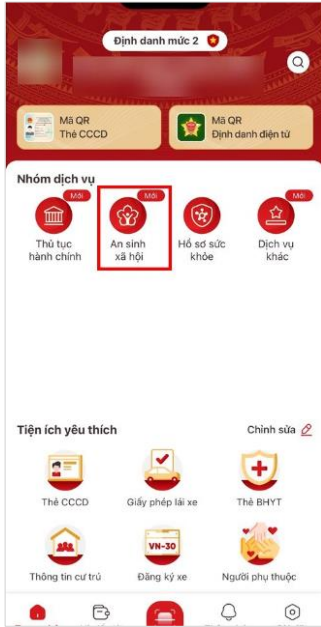 Định danh mức 2
Mã QR
Thẻ CCCD
Mã QR
Định danh điện tử
Nhóm dịch vụ
Mới
Mới
Mới
Thủ tục
hành chính
An sinh
xã hội
Hồ sơ sức
khỏe
Dịch vụ
khác
Tiện ích yêu thích
Chỉnh sửa
Thẻ CCCD
Giấy phép lái xe
Thẻ BHYT
VN-30
Thông tin cư trú
Đăng ký xe
Người phụ thuộc